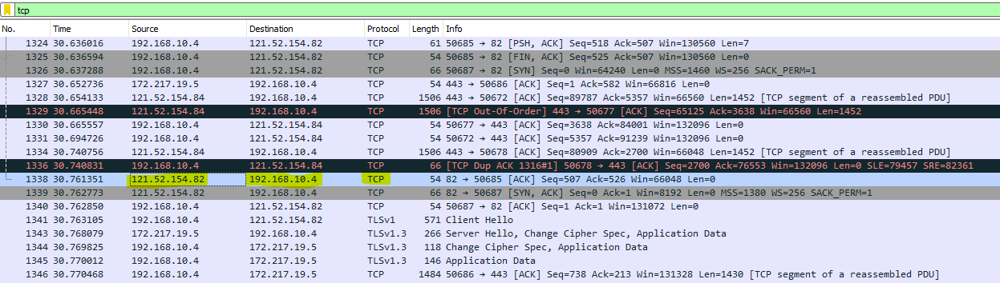 tcp
No. Time Source Destination Protocol Length Info
1324 30.636016 192.168.10.4 121.52.154.82 TCP 61 50685 → 82 [PSH, ACK] Seq=518 Ack=507 Win=130560 Len=7
1325 30.636594 192.168.10.4 121.52.154.82 TCP 54 50685 → 82 [FIN, ACK] Seq=525 Ack=507 Win=130560 Len=0
1326 30.637288 192.168.10.4 121.52.154.82 TCP 66 50687 → 82 [SYN] Seq=0 Win=64240 Len=0 MSS=1460 WS=256 SACK_PERM=1
1327 30.652736 172.217.19.5 192.168.10.4 TCP 54 443 → 50686 [ACK] Seq=1 Ack=582 Win=66816 Len=0
1328 30.654133 121.52.154.84 192.168.10.4 TCP 1506 443 → 50672 [ACK] Seq=89787 Ack=5357 Win=66560 Len=1452 [TCP segment of a reassembled PDU]
1329 30.665448 121.52.154.84 192.168.10.4 TCP 1506 [TCP Out-Of-Order] 443 → 50677 [ACK] Seq=65125 Ack=3638 Win=66560 Len=1452
1330 30.665557 192.168.10.4 121.52.154.84 TCP 54 50677 → 443 [ACK] Seq=3638 Ack=84001 Win=132096 Len=0
1331 30.694726 192.168.10.4 121.52.154.84 TCP 54 50672 → 443 [ACK] Seq=5357 Ack=91239 Win=132096 Len=0
1334 30.740756 121.52.154.84 192.168.10.4 TCP 1506 443 → 50678 [ACK] Seq=80909 Ack=2700 Win=66048 Len=1452 [TCP segment of a reassembled PDU]
1336 30.740831 192.168.10.4 121.52.154.84 TCP 66 [TCP Dup ACK 1316#1] 50678 → 443 [ACK] Seq=2700 Ack=76553 Win=132096 Len=0 SLE=79457 SRE=82361
1338 30.761351 121.52.154.82 192.168.10.4 TCP 54 82 → 50685 [ACK] Seq=507 Ack=526 Win=66048 Len=0
1339 30.762773 121.52.154.82 192.168.10.4 TCP 66 82 → 50687 [SYN, ACK] Seq=0 Ack=1 Win=8192 Len=0 MSS=1380 WS=256 SACK_PERM=1
1340 30.762850 192.168.10.4 121.52.154.82 TCP 54 50687 → 82 [ACK] Seq=1 Ack=1 Win=131072 Len=0
1341 30.763105 192.168.10.4 121.52.154.82 TLSv1 571 Client Hello
1343 30.768079 172.217.19.5 192.168.10.4 TLSv1.3 266 Server Hello, Change Cipher Spec, Application Data
1344 30.769825 192.168.10.4 172.217.19.5 TLSv1.3 118 Change Cipher Spec, Application Data
1345 30.770012 192.168.10.4 172.217.19.5 TLSv1.3 146 Application Data
1346 30.770468 192.168.10.4 172.217.19.5 TCP 1484 50686 → 443 [ACK] Seq=738 Ack=213 Win=131328 Len=1430 [TCP segment of a reassembled PDU]